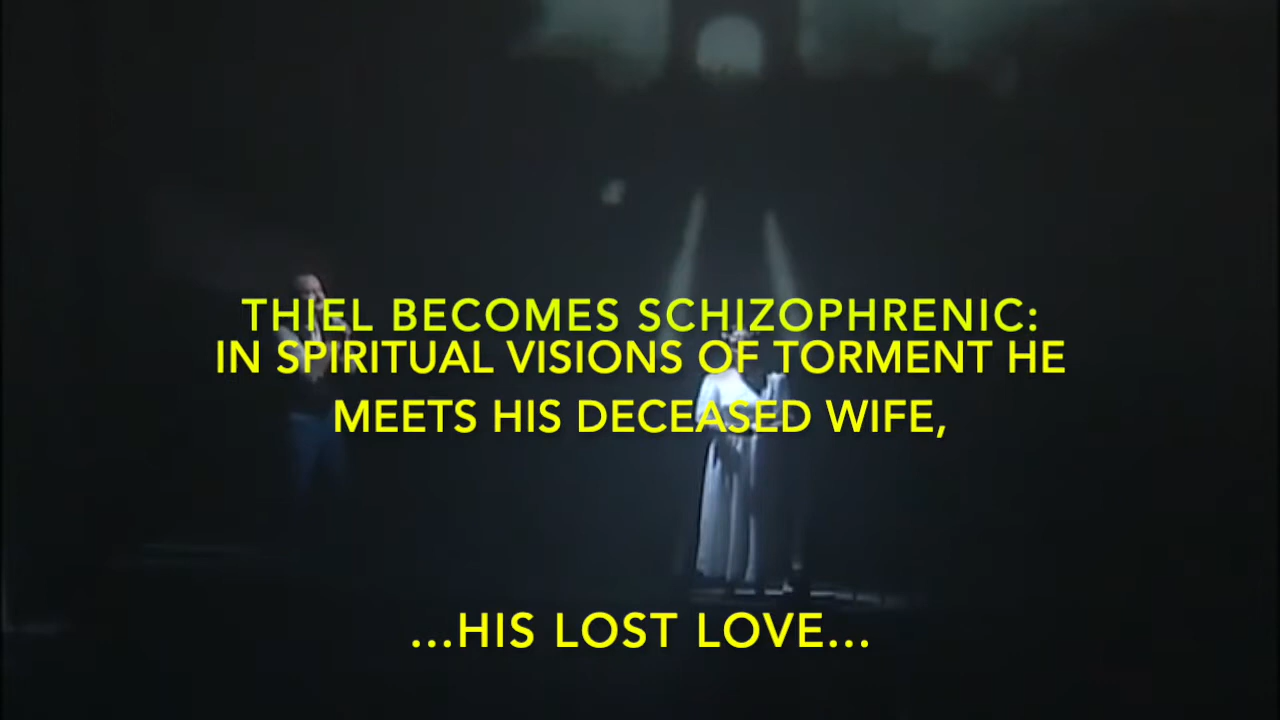 THIEL BECOMES SCHIZOPHRENIC:
IN SPIRITUAL VISIONS OF TORMENT HE
MEETS HIS DECEASED WIFE,
...HIS LOST LOVE...